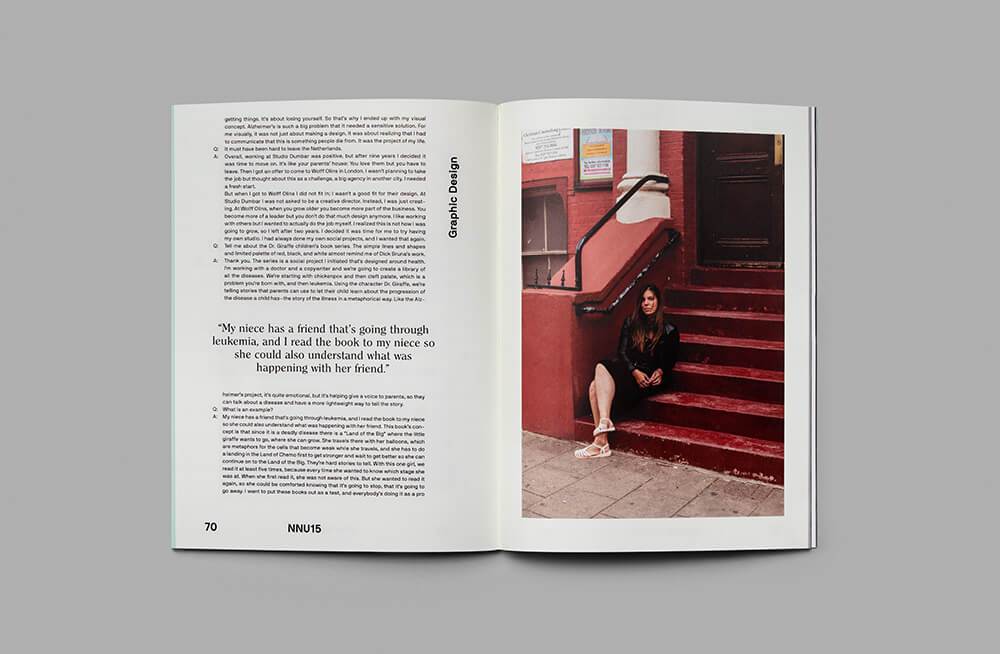 getting things. It's about losing yourself. So that's why I ended up with my visual
concept. Alzheimer's is such a big problem that it needed a sensitive solution. For
me visually, it was not just about making a design. It was about realizing that I had
to communicate that this is something people die from. It was the project of my life.
Q: It must have been hard to leave the Netherlands.
A: Overall, working at Studio Dumbar was positive, but after nine years I decided it
was time to move on. It's like your parents' house: You love them but you have to
leave. Then I got an offer to come to Wolff Olins in London. I wasn't planning to take
the job but thought about this as a challenge, a big agency in another city. I needed
a fresh start.
But when I got to Wolff Olins I did not fit in; I wasn't a good fit for their design. At
Studio Dumbar I was not asked to be a creative director. Instead, I was just creat-
ing. At Wolff Olins, when you grow older you become more part of the business. You
become more of a leader but you don't do that much design anymore. I like working
with others but I wanted to actually do the job myself. I realized this is not how I was
going to grow, so I left after two years. I decided it was time for me to try having
my own studio. I had always done my own social projects, and I wanted that again.
Q: Tell me about the Dr. Giraffe children's book series. The simple lines and shapes
and limited palette of red, black, and white almost remind me of Dick Bruna's work.
A: Thank you. The series is a social project I initiated that's designed around health.
I'm working with a doctor and a copywriter and we're going to create a library of
all the diseases. We're starting with chickenpox and then cleft palate, which is a
problem you're born with, and then leukemia. Using the character Dr. Giraffe, we're
telling stories that parents can use to let their child learn about the progression of
the disease a child has–the story of the illness in a metaphorical way. Like the Alz-
Graphic Design
“My niece has a friend that’s going through
leukemia, and I read the book to my niece so
she could also understand what was
happening with her friend.”
heimer's project, it's quite emotional, but it's helping give a voice to parents, so they
can talk about a disease and have a more lightweight way to tell the story.
Q: What is an example?
A: My niece has a friend that's going through leukemia, and I read the book to my niece
so she could also understand what was happening with her friend. This book's con-
cept is that since it is a deadly disease there is a "Land of the Big" where the little
giraffe wants to go, where she can grow. She travels there with her balloons, which
are metaphors for the cells that become weak while she travels, and she has to do
a landing in the Land of Chemo first to get stronger and wait to get better so she can
continue on to the Land of the Big. They're hard stories to tell. With this one girl, we
read it at least five times, because every time she wanted to know which stage she
was at. When she first read it, she was not aware of this. But she wanted to read it
again, so she could be comforted knowing that it's going to stop, that it's going to
go away. I want to put these books out as a test, and everybody's doing it as a pro
70
NNU15